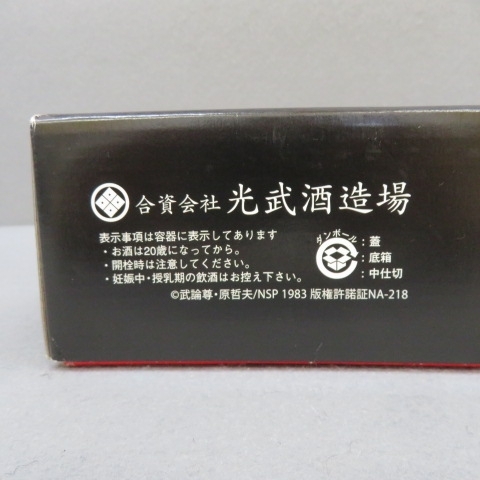 合資会社 光武酒造場
表示事項は容器に表示してあります
・お酒は20歳になってから。
・開栓時は注意してください。
・妊娠中・授乳期の飲酒はお控え下さい。
ダンボール
：蓋
：底箱
：中仕切
©武論尊・原哲夫/NSP 1983 版権許諾証NA-218